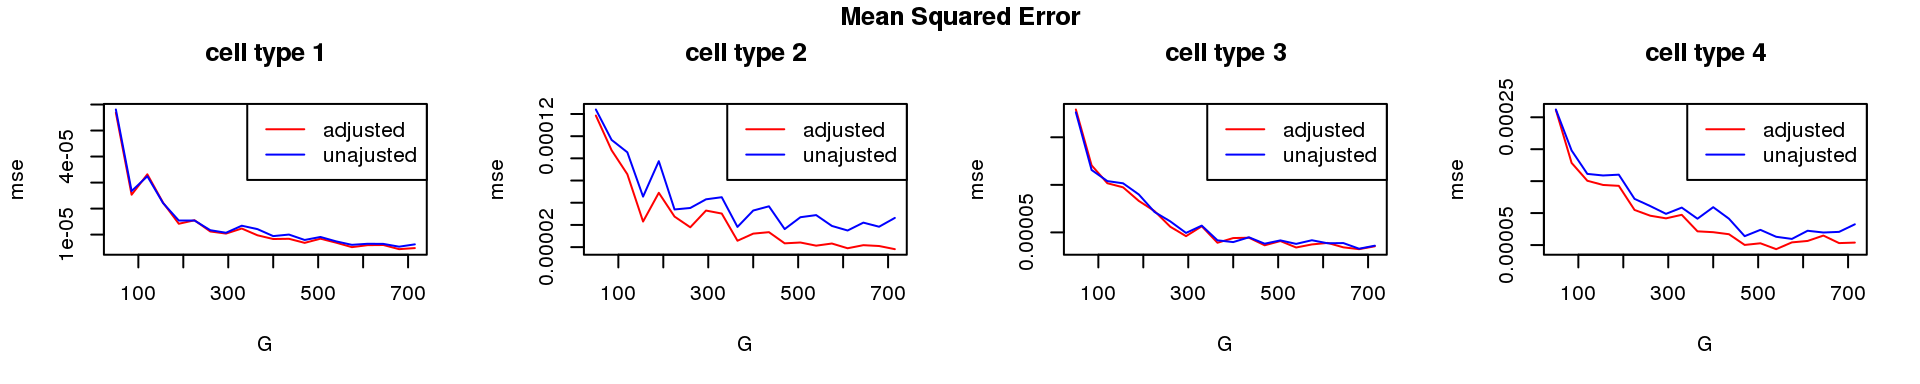 Mean Squared Error
cell type 1
mse
4e-05
1e-05
adjusted
unajusted
100 300 500 700
G
cell type 2
mse
0.00012
0.00002
adjusted
unajusted
100 300 500 700
G
cell type 3
mse
0.00005
adjusted
unajusted
100 300 500 700
G
cell type 4
mse
0.00025
0.00005
adjusted
unajusted
100 300 500 700
G